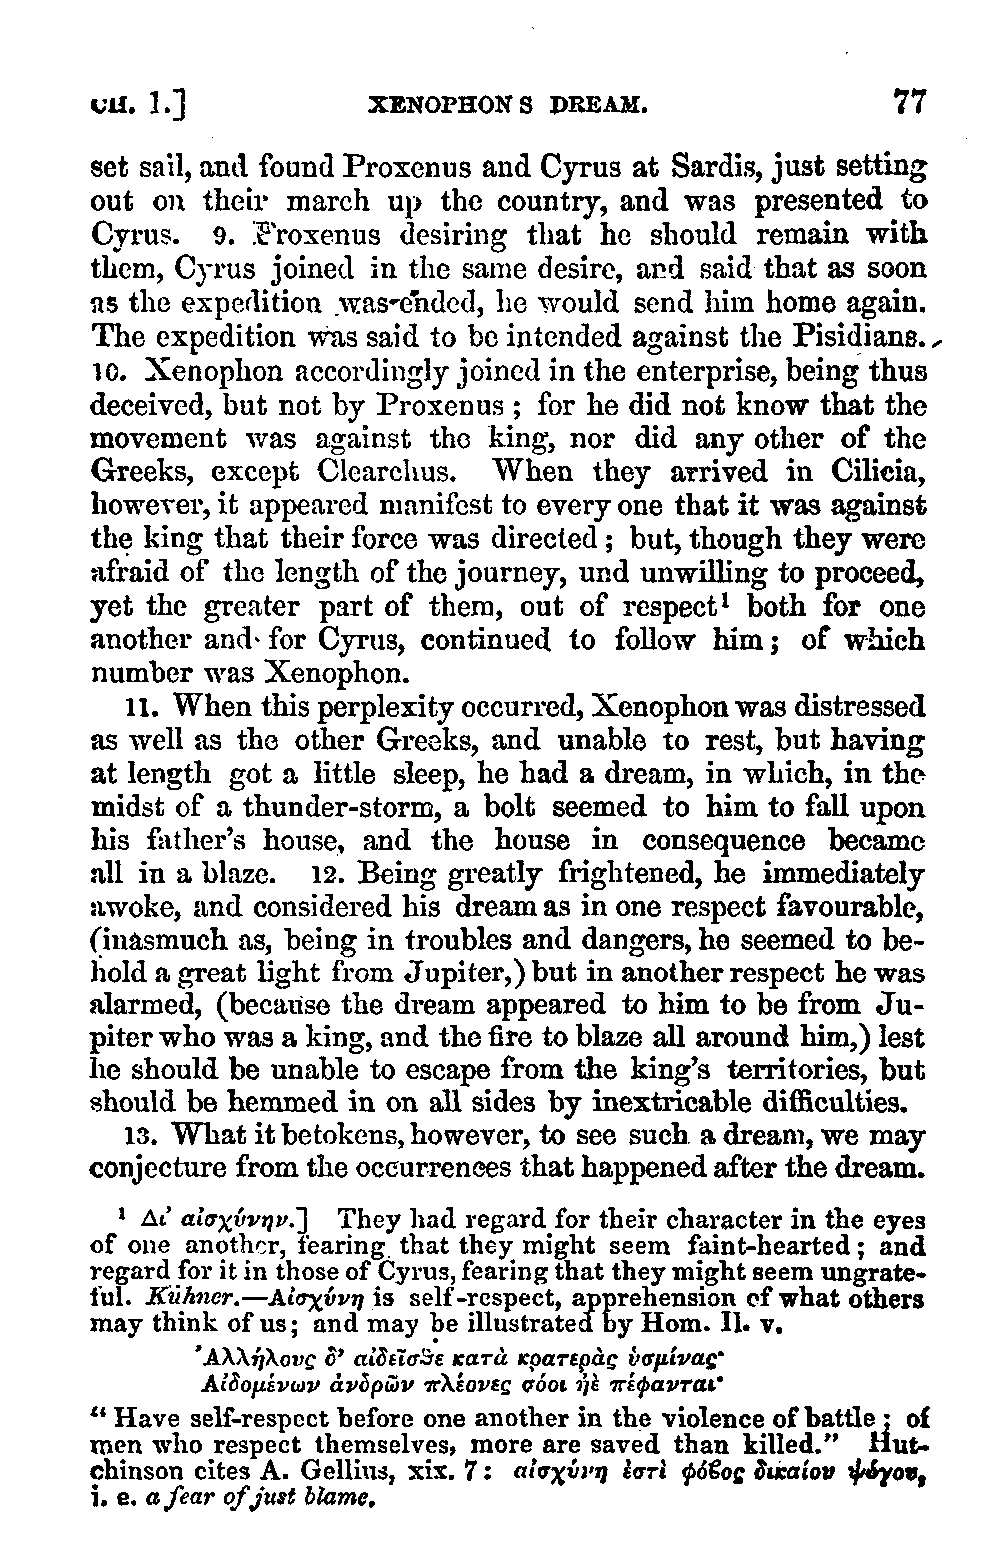 CH. 1.] XENOPHON S DREAM. 77
set sail, and found Proxenus and Cyrus at Sardis, just setting
out on their march up the country, and was presented to
Cyrus. 9. Proxenus desiring that he should remain with
them, Cyrus joined in the same desire, and said that as soon
as the expedition was ended, he would send him home again.
The expedition was said to be intended against the Pisidians.
10. Xenophon accordingly joined in the enterprise, being thus
deceived, but not by Proxenus; for he did not know that the
movement was against the king, nor did any other of the
Greeks, except Clearchus. When they arrived in Cilicia,
however, it appeared manifest to every one that it was against
the king that their force was directed; but, though they were
afraid of the length of the journey, and unwilling to proceed,
yet the greater part of them, out of respect¹ both for one
another and for Cyrus, continued to follow him; of which
number was Xenophon.
11. When this perplexity occurred, Xenophon was distressed
as well as the other Greeks, and unable to rest, but having
at length got a little sleep, he had a dream, in which, in the
midst of a thunder-storm, a bolt seemed to him to fall upon
his father's house, and the house in consequence became
all in a blaze. 12. Being greatly frightened, he immediately
awoke, and considered his dream as in one respect favourable,
(inasmuch as, being in troubles and dangers, he seemed to be-
hold a great light from Jupiter,) but in another respect he was
alarmed, (because the dream appeared to him to be from Ju-
piter who was a king, and the fire to blaze all around him,) lest
he should be unable to escape from the king's territories, but
should be hemmed in on all sides by inextricable difficulties.
13. What it betokens, however, to see such a dream, we may
conjecture from the occurrences that happened after the dream.
¹ Δι' αἰσχύνην.] They had regard for their character in the eyes
of one another, fearing that they might seem faint-hearted; and
regard for it in those of Cyrus, fearing that they might seem ungrate-
ful. Kühner.—Αἰσχύνη is self-respect, apprehension of what others
may think of us; and may be illustrated by Hom. Il. v.
Ἀλλήλους δ' αἰδεῖσϑε κατὰ κρατερὰς ὑσμίνας·
Αἰδομένων ἀνδρῶν πλέονες σόοι ἠὲ πέφανται·
“Have self-respect before one another in the violence of battle; of
men who respect themselves, more are saved than killed.” Hut-
chinson cites A. Gellius, xix. 7: αἰσχύνη ἐστὶ φόϐος δικαίου ψόγου,
i. e. a fear of just blame.